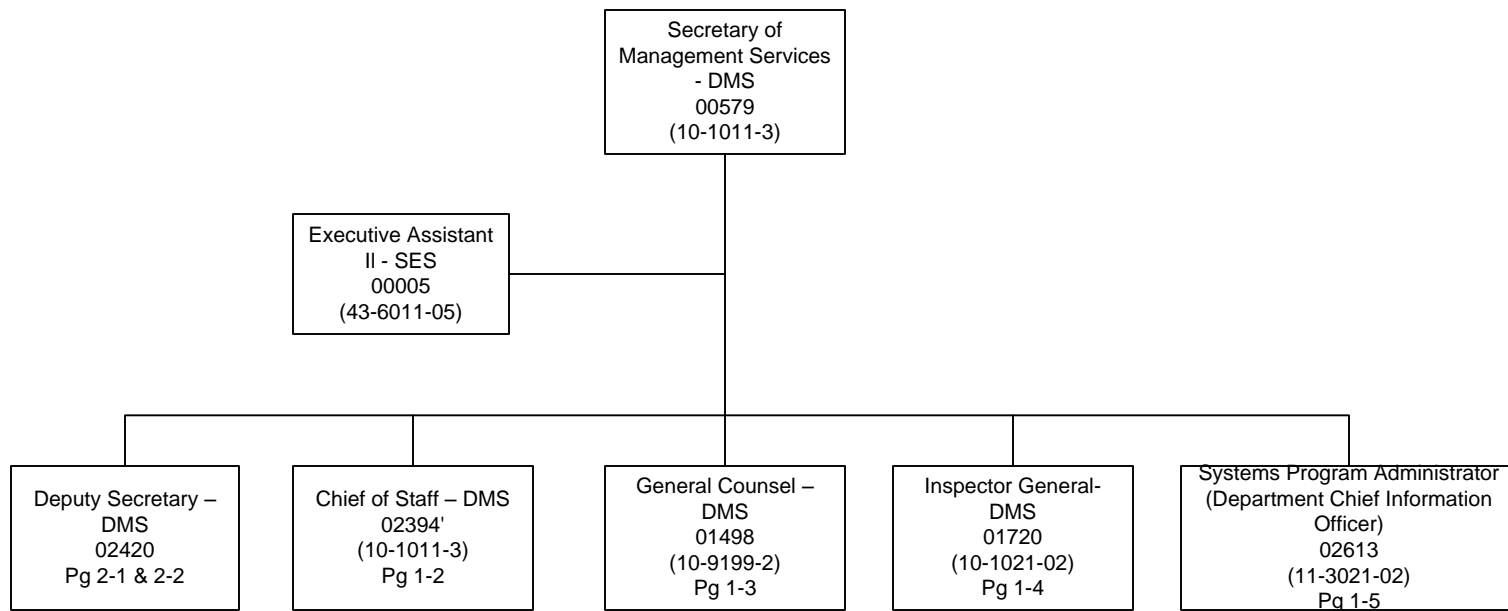 Secretary of
Management Services
- DMS
00579
(10-1011-3)
Executive Assistant
II - SES
00005
(43-6011-05)
Deputy Secretary –
DMS
02420
Pg 2-1 & 2-2
Chief of Staff – DMS
02394'
(10-1011-3)
Pg 1-2
General Counsel –
DMS
01498
(10-9199-2)
Pg 1-3
Inspector General-
DMS
01720
(10-1021-02)
Pg 1-4
Systems Program Administrator
(Department Chief Information
Officer)
02613
(11-3021-02)
Pg 1-5